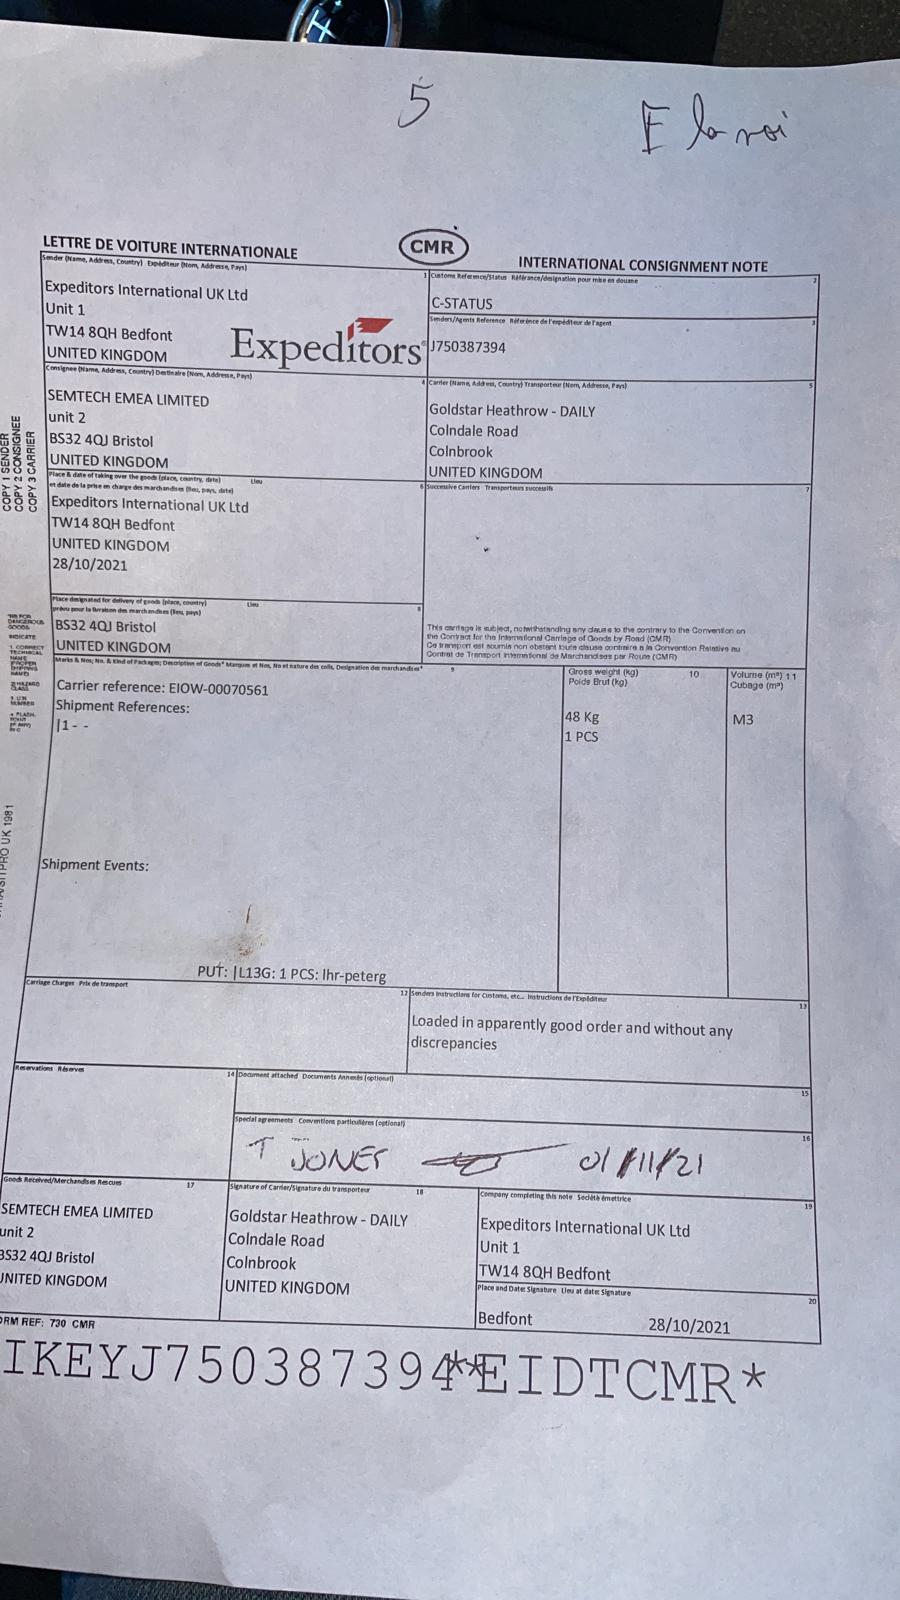 5
E la noi
LETTRE DE VOITURE INTERNATIONALE
CMR
INTERNATIONAL CONSIGNMENT NOTE
Sender (Name, Address, Country) Expéditeur (Nom, Addresse, Pays)
1
Expeditors International UK Ltd
Unit 1
TW14 8QH Bedfont
UNITED KINGDOM
Expeditors
Customs Reference/Status Référance/designation pour mise en douane
2
C-STATUS
Senders/Agents Reference Référence de l'expéditeur de l'agent
3
J750387394
Consignee (Name, Address, Country) Destinaire (Nom, Addresse, Pays)
4
SEMTECH EMEA LIMITED
unit 2
BS32 4QJ Bristol
UNITED KINGDOM
Carrier (Name, Address, Country) Transporteur (Nom, Addresse, Pays)
5
Goldstar Heathrow - DAILY
Colndale Road
Colnbrook
UNITED KINGDOM
COPY 1 SENDER
COPY 2 CONSIGNEE
COPY 3 CARRIER
Place & date of taking over the goods (place, country, date) Lieu
et date de la prise en charge des marchandises (lieu, pays, date)
6
Expeditors International UK Ltd
TW14 8QH Bedfont
UNITED KINGDOM
28/10/2021
Successive Carriers Transporteurs successifs
7
Place designated for delivery of goods (place, country) Lieu
prévu pour la livraison des marchandises (lieu, pays)
8
BS32 4QJ Bristol
UNITED KINGDOM
This carriage is subject, notwithstanding any clause to the contrary to the Convention on
the Contract for the International Carriage of Goods by Road (CMR)
Ce transport est soumis non obstant toute clause contraire a la Convention Relative au
Contrat de Transport International de Marchandises par Route (CMR)
Marks & Nos; No. & Kind of Packages; Description of Goods* Marques et Nos, No et nature des colis, Designation des marchandises*
9
Gross weight (kg) 10
Poids Brut (kg)
Volume (m³) 11
Cubage (m³)
Carrier reference: EIOW-00070561
Shipment References:
|1- -
48 Kg
1 PCS
M3
Shipment Events:
PUT: |L13G: 1 PCS: lhr-peterg
Carriage Charges Prix de transport
12
Senders Instructions for Customs, etc... Instructions de l'Expéditeur
13
Loaded in apparently good order and without any
discrepancies
Reservations Réserves
14
Document attached Documents Annexés (optional)
15
Special agreements Conventions particulières (optional)
16
T JONES 01/11/21
Goods Received/Merchandises Rescues
17
SEMTECH EMEA LIMITED
unit 2
BS32 4QJ Bristol
UNITED KINGDOM
Signature of Carrier/Signature du transporteur
18
Goldstar Heathrow - DAILY
Colndale Road
Colnbrook
UNITED KINGDOM
Company completing this note Société émettrice
19
Expeditors International UK Ltd
Unit 1
TW14 8QH Bedfont
Place and Date: Signature Lieu at date: Signature
20
Bedfont 28/10/2021
ORM REF: 730 CMR
IKEYJ750387394**EIDTCMR*